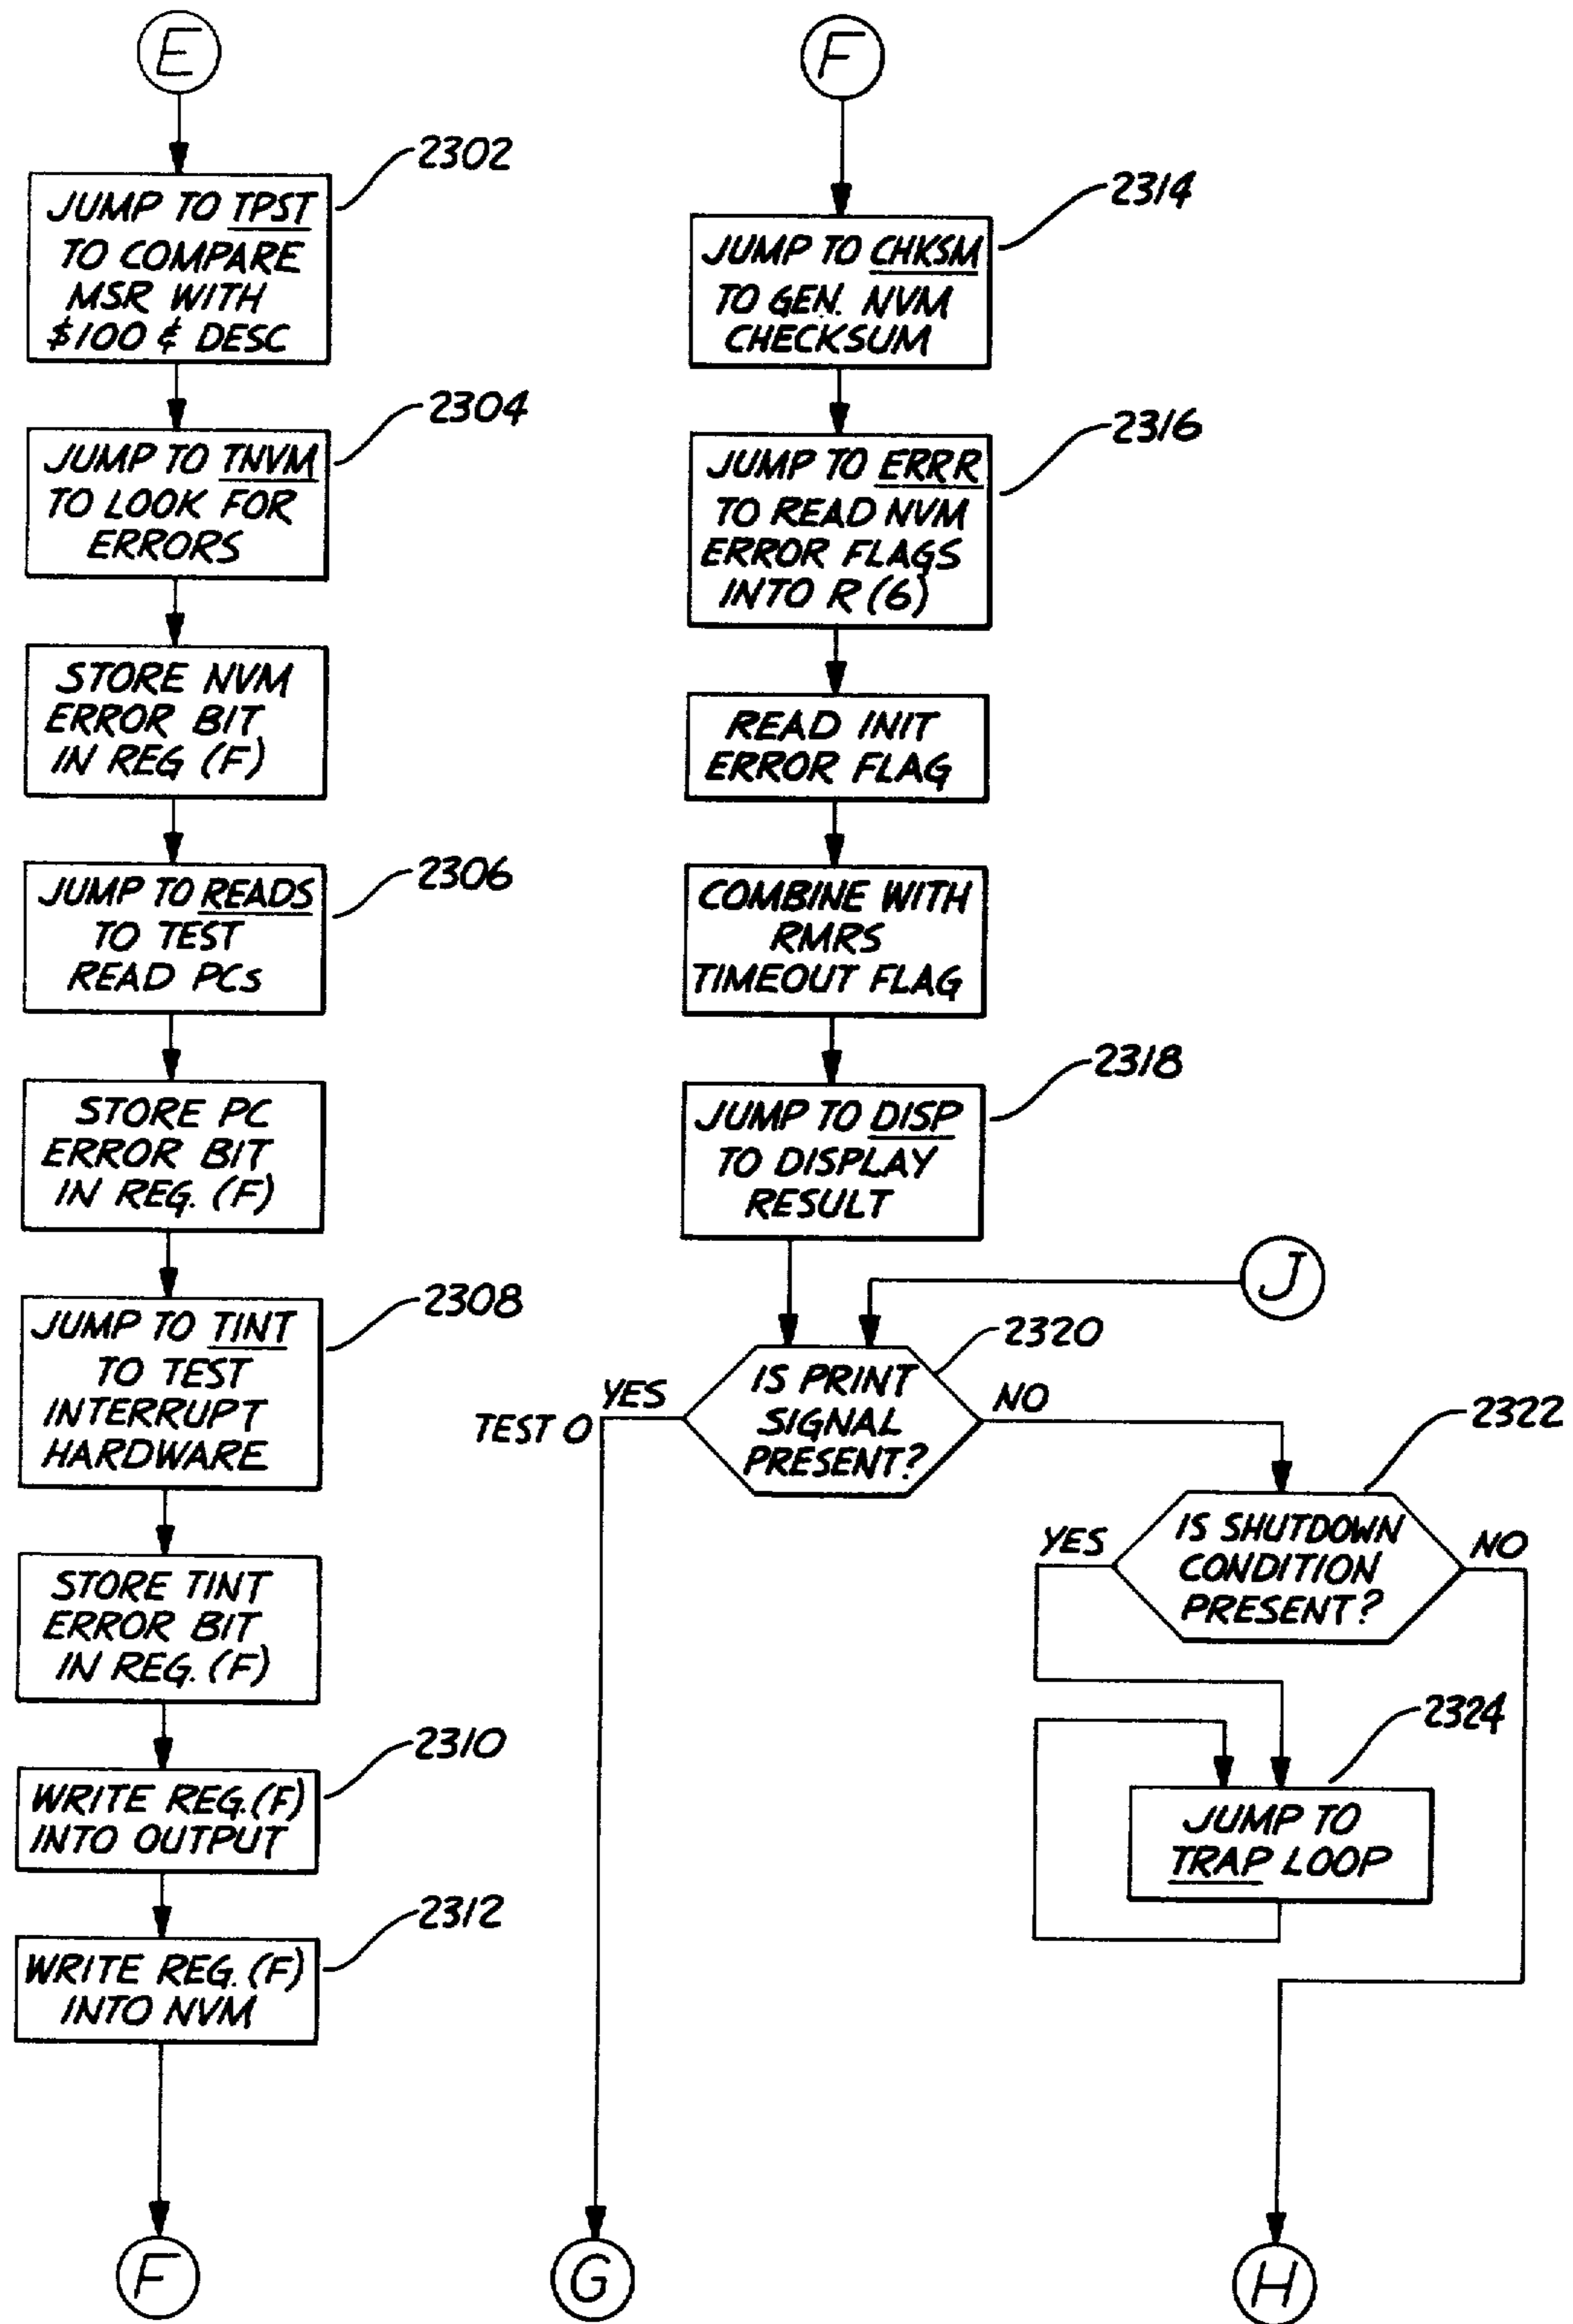 E
2302
JUMP TO TPST
TO COMPARE
MSR WITH
$100 & DESC
2304
JUMP TO TNVM
TO LOOK FOR
ERRORS
STORE NVM
ERROR BIT
IN REG (F)
2306
JUMP TO READS
TO TEST
READ PCs
STORE PC
ERROR BIT
IN REG. (F)
2308
JUMP TO TINT
TO TEST
INTERRUPT
HARDWARE
STORE TINT
ERROR BIT
IN REG. (F)
2310
WRITE REG.(F)
INTO OUTPUT
2312
WRITE REG.(F)
INTO NVM
F
F
2314
JUMP TO CHKSM
TO GEN. NVM
CHECKSUM
2316
JUMP TO ERRR
TO READ NVM
ERROR FLAGS
INTO R(6)
READ INIT
ERROR FLAG
COMBINE WITH
RMRS
TIMEOUT FLAG
2318
JUMP TO DISP
TO DISPLAY
RESULT
J
2320
IS PRINT
SIGNAL
PRESENT?
YES
TEST 0
NO
2322
IS SHUTDOWN
CONDITION
PRESENT?
YES
NO
2324
JUMP TO
TRAP LOOP
G
H